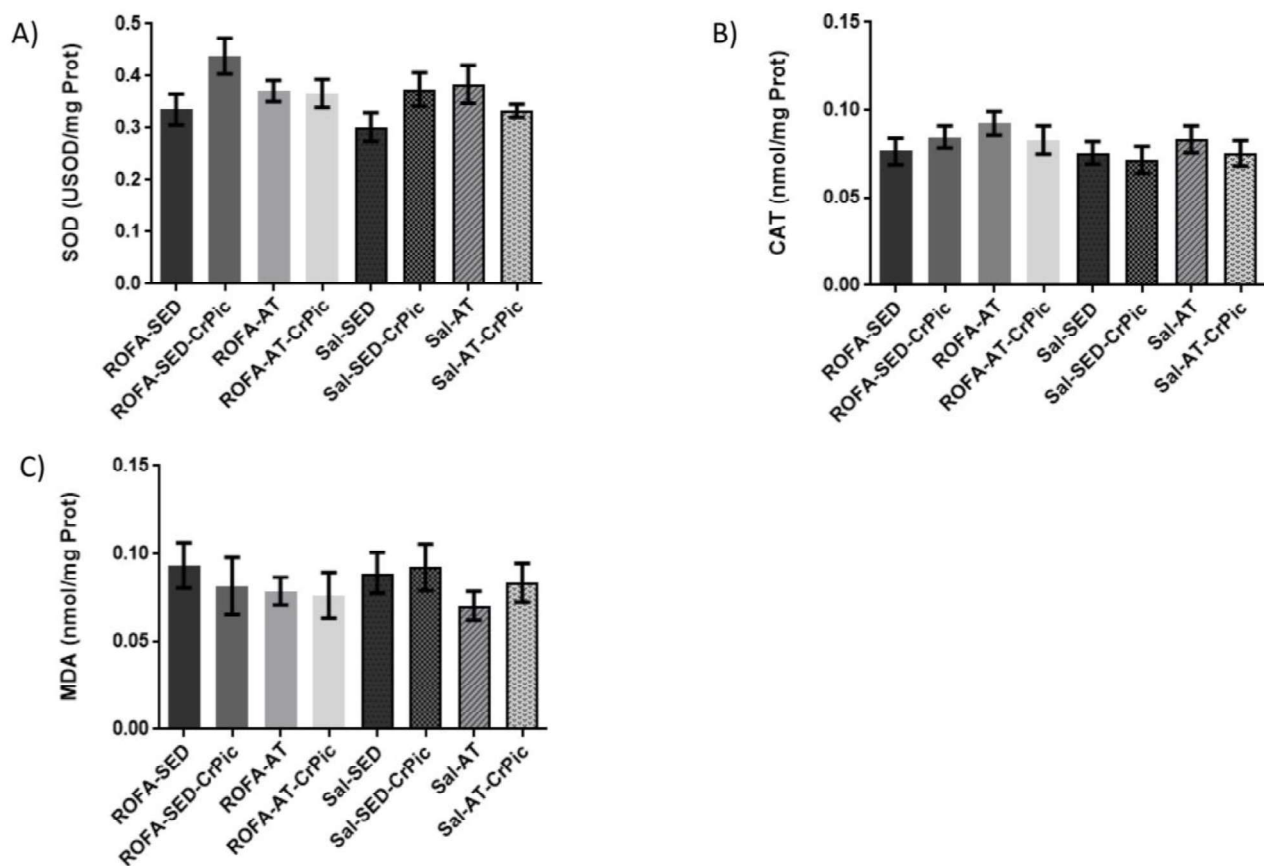 A)
SOD (USOD/mg Prot)
0.5
0.4
0.3
0.2
0.1
0.0
ROFA-SED
ROFA-SED-CrPic
ROFA-AT
ROFA-AT-CrPic
Sal-SED
Sal-SED-CrPic
Sal-AT
Sal-AT-CrPic
B)
CAT (nmol/mg Prot)
0.15
0.10
0.05
0.00
ROFA-SED
ROFA-SED-CrPic
ROFA-AT
ROFA-AT-CrPic
Sal-SED
Sal-SED-CrPic
Sal-AT
Sal-AT-CrPic
C)
MDA (nmol/mg Prot)
0.15
0.10
0.05
0.00
ROFA-SED
ROFA-SED-CrPic
ROFA-AT
ROFA-AT-CrPic
Sal-SED
Sal-SED-CrPic
Sal-AT
Sal-AT-CrPic